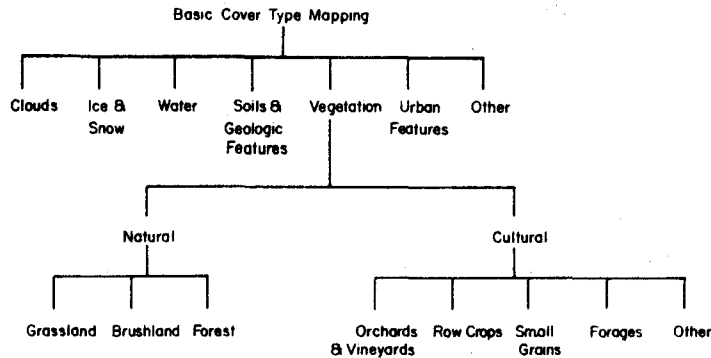 Basic Cover Type Mapping
Clouds Ice & Water Soils & Vegetation Urban Other
Snow Geologic Features
Features
Natural Cultural
Grassland Brushland Forest Orchards Row Crops Small Forages Other
& Vineyards Grains